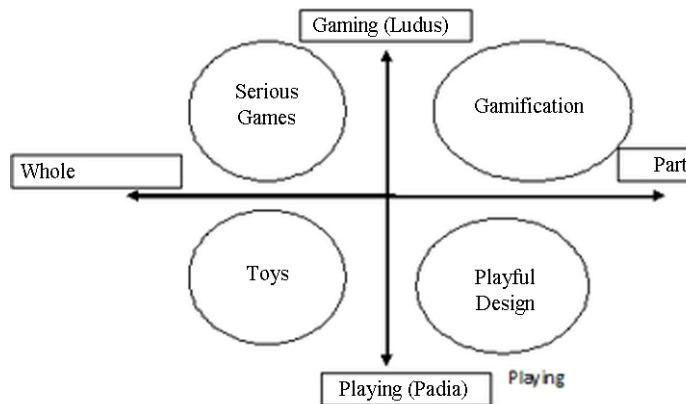 Gaming (Ludus)
Serious
Games
Gamification
Whole
Part
Toys
Playful
Design
Playing (Padia)
Playing